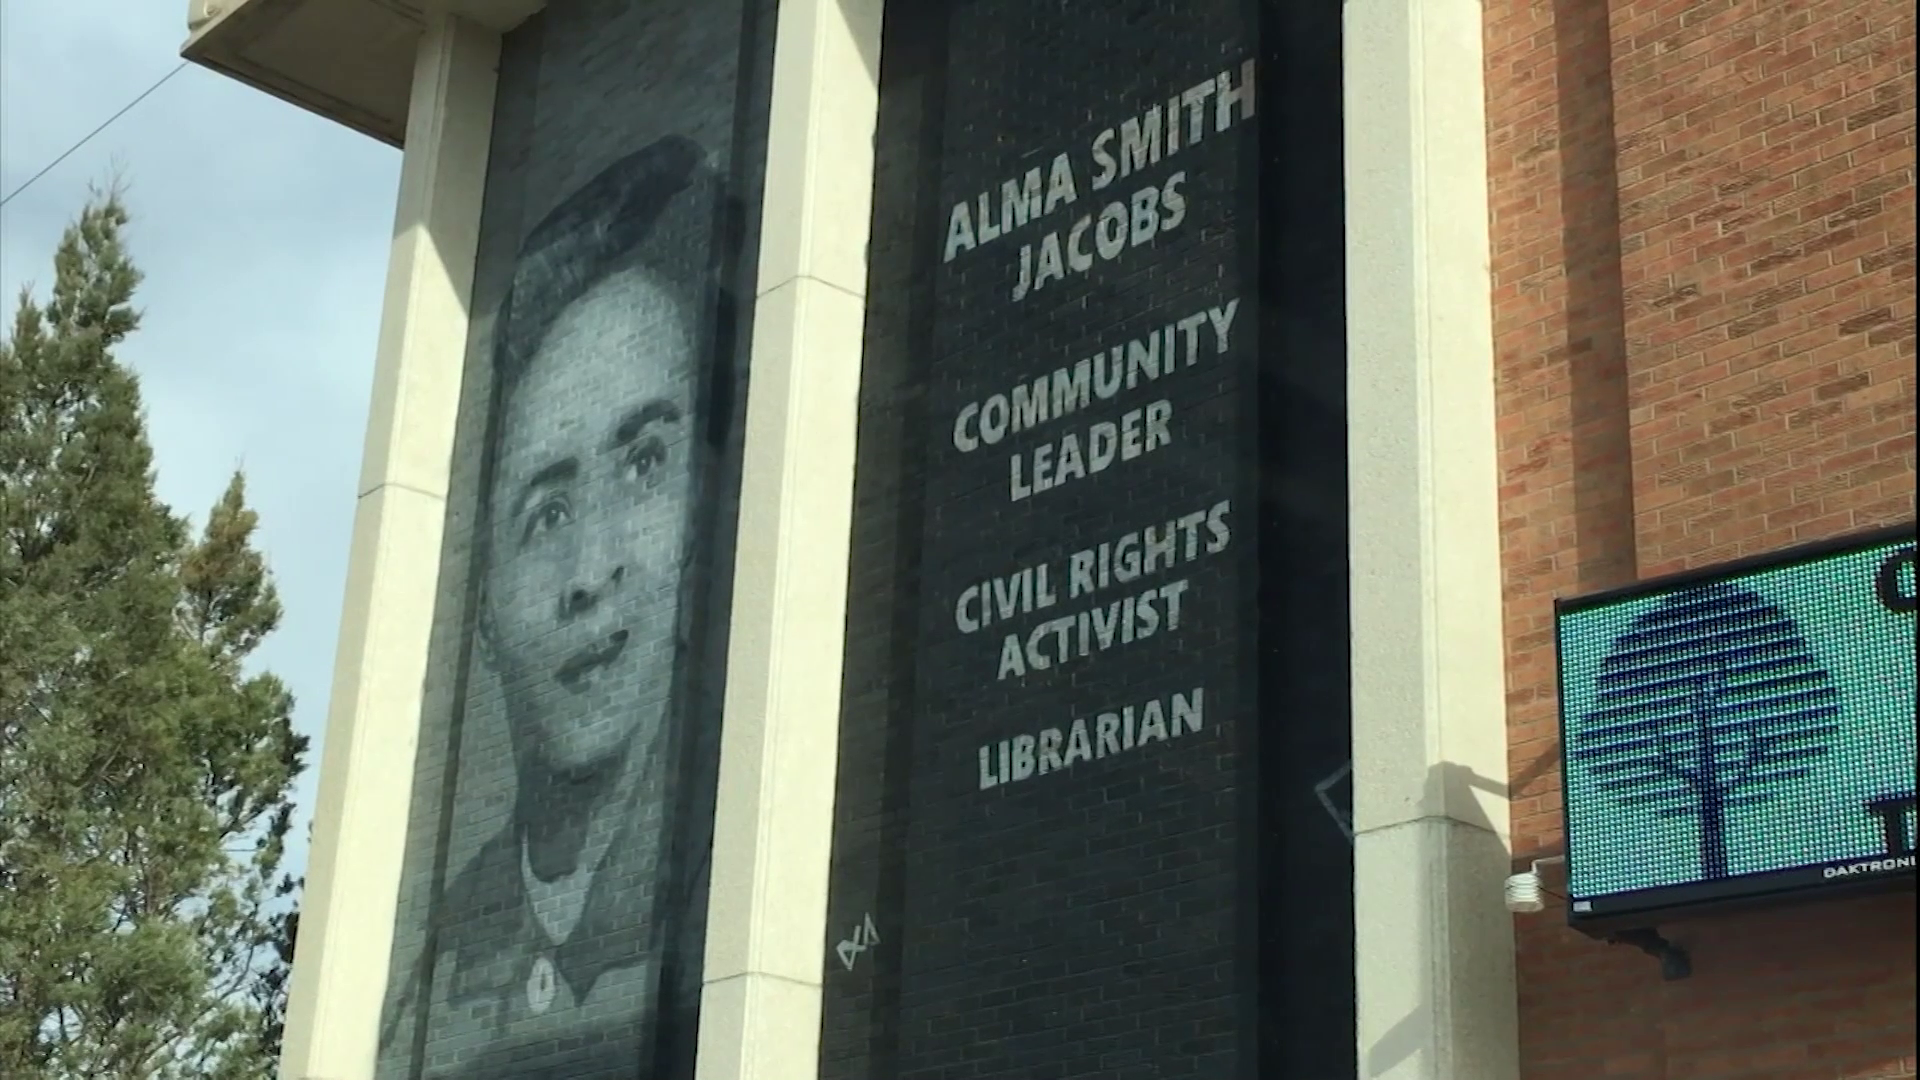 ALMA SMITH
JACOBS
COMMUNITY
LEADER
CIVIL RIGHTS
ACTIVIST
LIBRARIAN